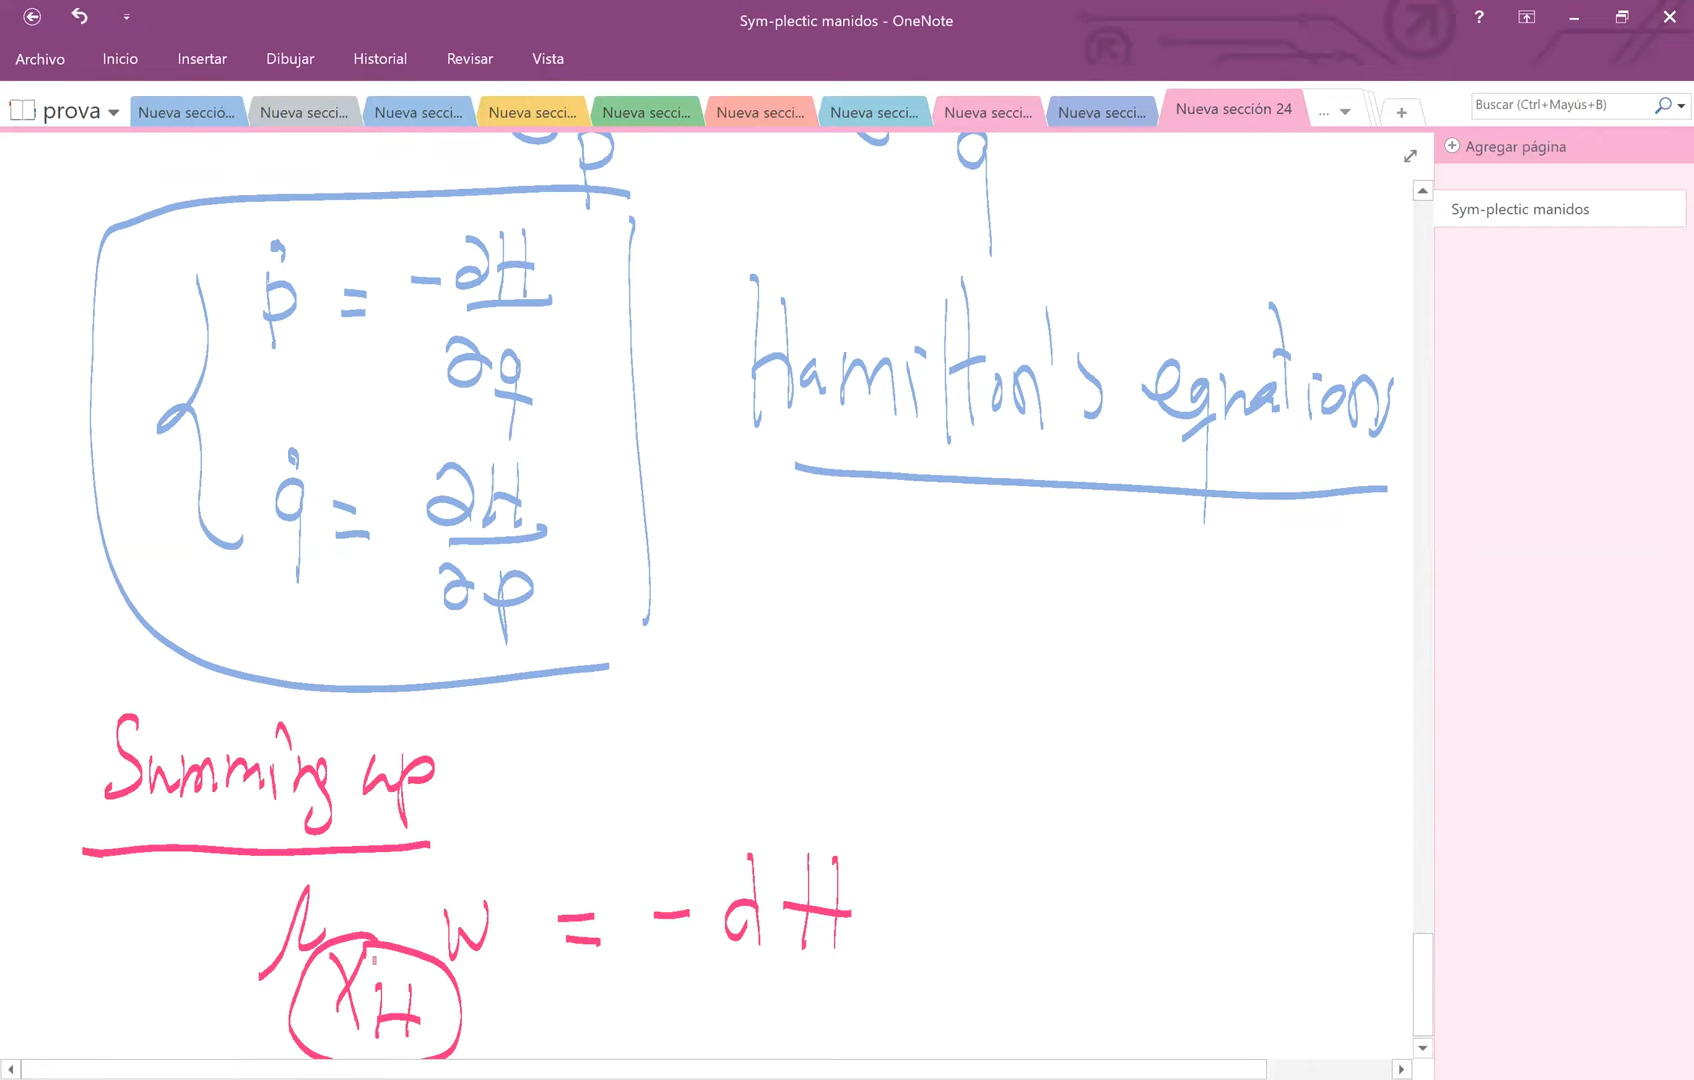 Sym-plectic manidos - OneNote
Archivo Inicio Insertar Dibujar Historial Revisar Vista
prova Nueva secció... Nueva secci... Nueva secci... Nueva secci... Nueva secci... Nueva secci... Nueva secci... Nueva secci... Nueva secci... Nueva sección 24 ... + Buscar (Ctrl+Mayús+B)
Agregar página
Sym-plectic manidos
∂p ∂q
ṗ = - ∂H/∂q
Hamilton's equations
q̇ = ∂H/∂p
Summing up
ι_{X_H} ω = - dH